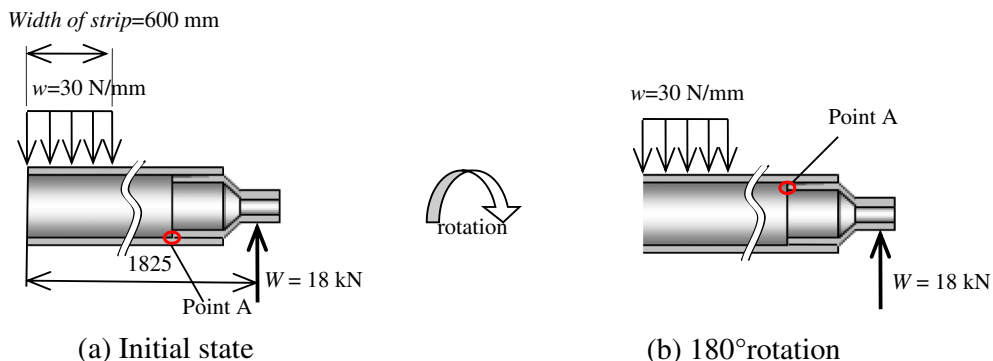 Width of strip=600 mm
w=30 N/mm
1825
W = 18 kN
Point A
(a) Initial state
rotation
w=30 N/mm
Point A
W = 18 kN
(b) 180°rotation